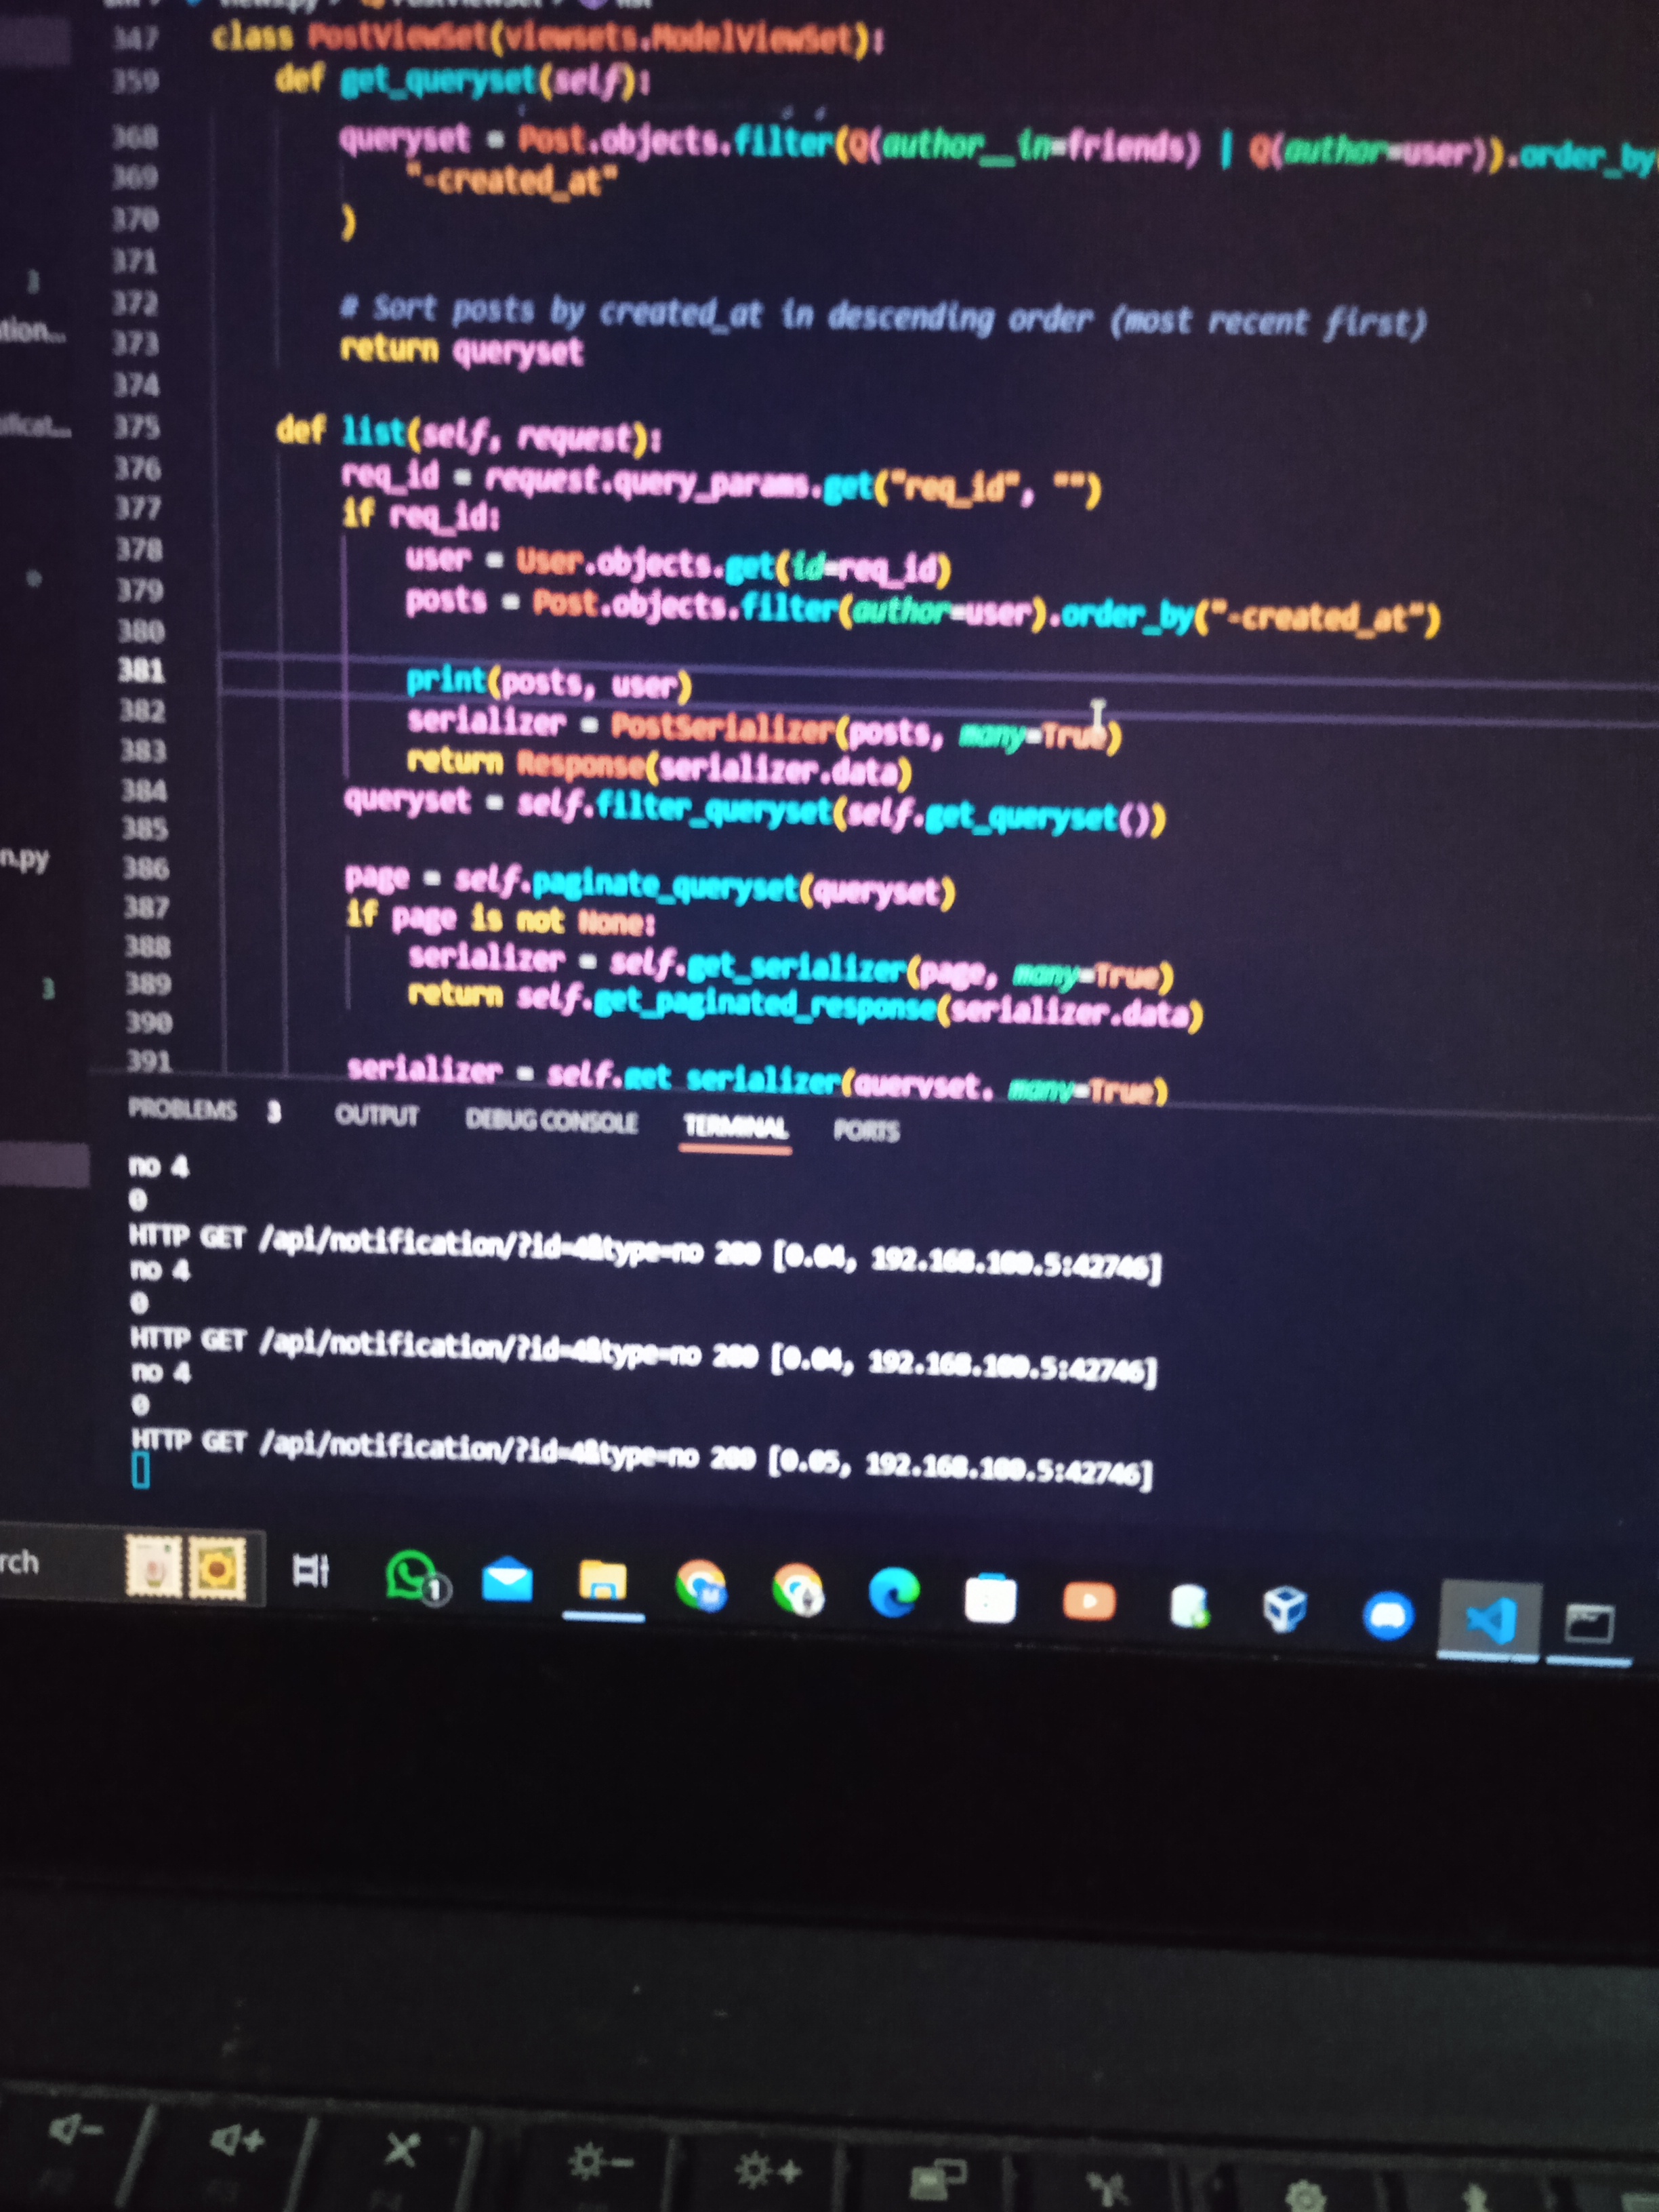 347 class PostViewSet(viewsets.ModelViewSet):
359 def get_queryset(self):
368 queryset = Post.objects.filter(Q(author__in=friends) | Q(author=user)).order_by(
369 "-created_at"
370 )
371
372 # Sort posts by created_at in descending order (most recent first)
373 return queryset
374
375 def list(self, request):
376 req_id = request.query_params.get("req_id", "")
377 if req_id:
378 user = User.objects.get(id=req_id)
379 posts = Post.objects.filter(author=user).order_by("-created_at")
380
381 print(posts, user)
382 serializer = PostSerializer(posts, many=True)
383 return Response(serializer.data)
384 queryset = self.filter_queryset(self.get_queryset())
385
386 page = self.paginate_queryset(queryset)
387 if page is not None:
388 serializer = self.get_serializer(page, many=True)
389 return self.get_paginated_response(serializer.data)
390
391 serializer = self.get_serializer(queryset, many=True)
3
tion...
ificat...
n.py
3
PROBLEMS 3 OUTPUT DEBUG CONSOLE TERMINAL PORTS
no 4
0
HTTP GET /api/notification/?id=4&type=no 200 [0.04, 192.168.100.5:42746]
no 4
0
HTTP GET /api/notification/?id=4&type=no 200 [0.04, 192.168.100.5:42746]
no 4
0
HTTP GET /api/notification/?id=4&type=no 200 [0.05, 192.168.100.5:42746]
rch
1